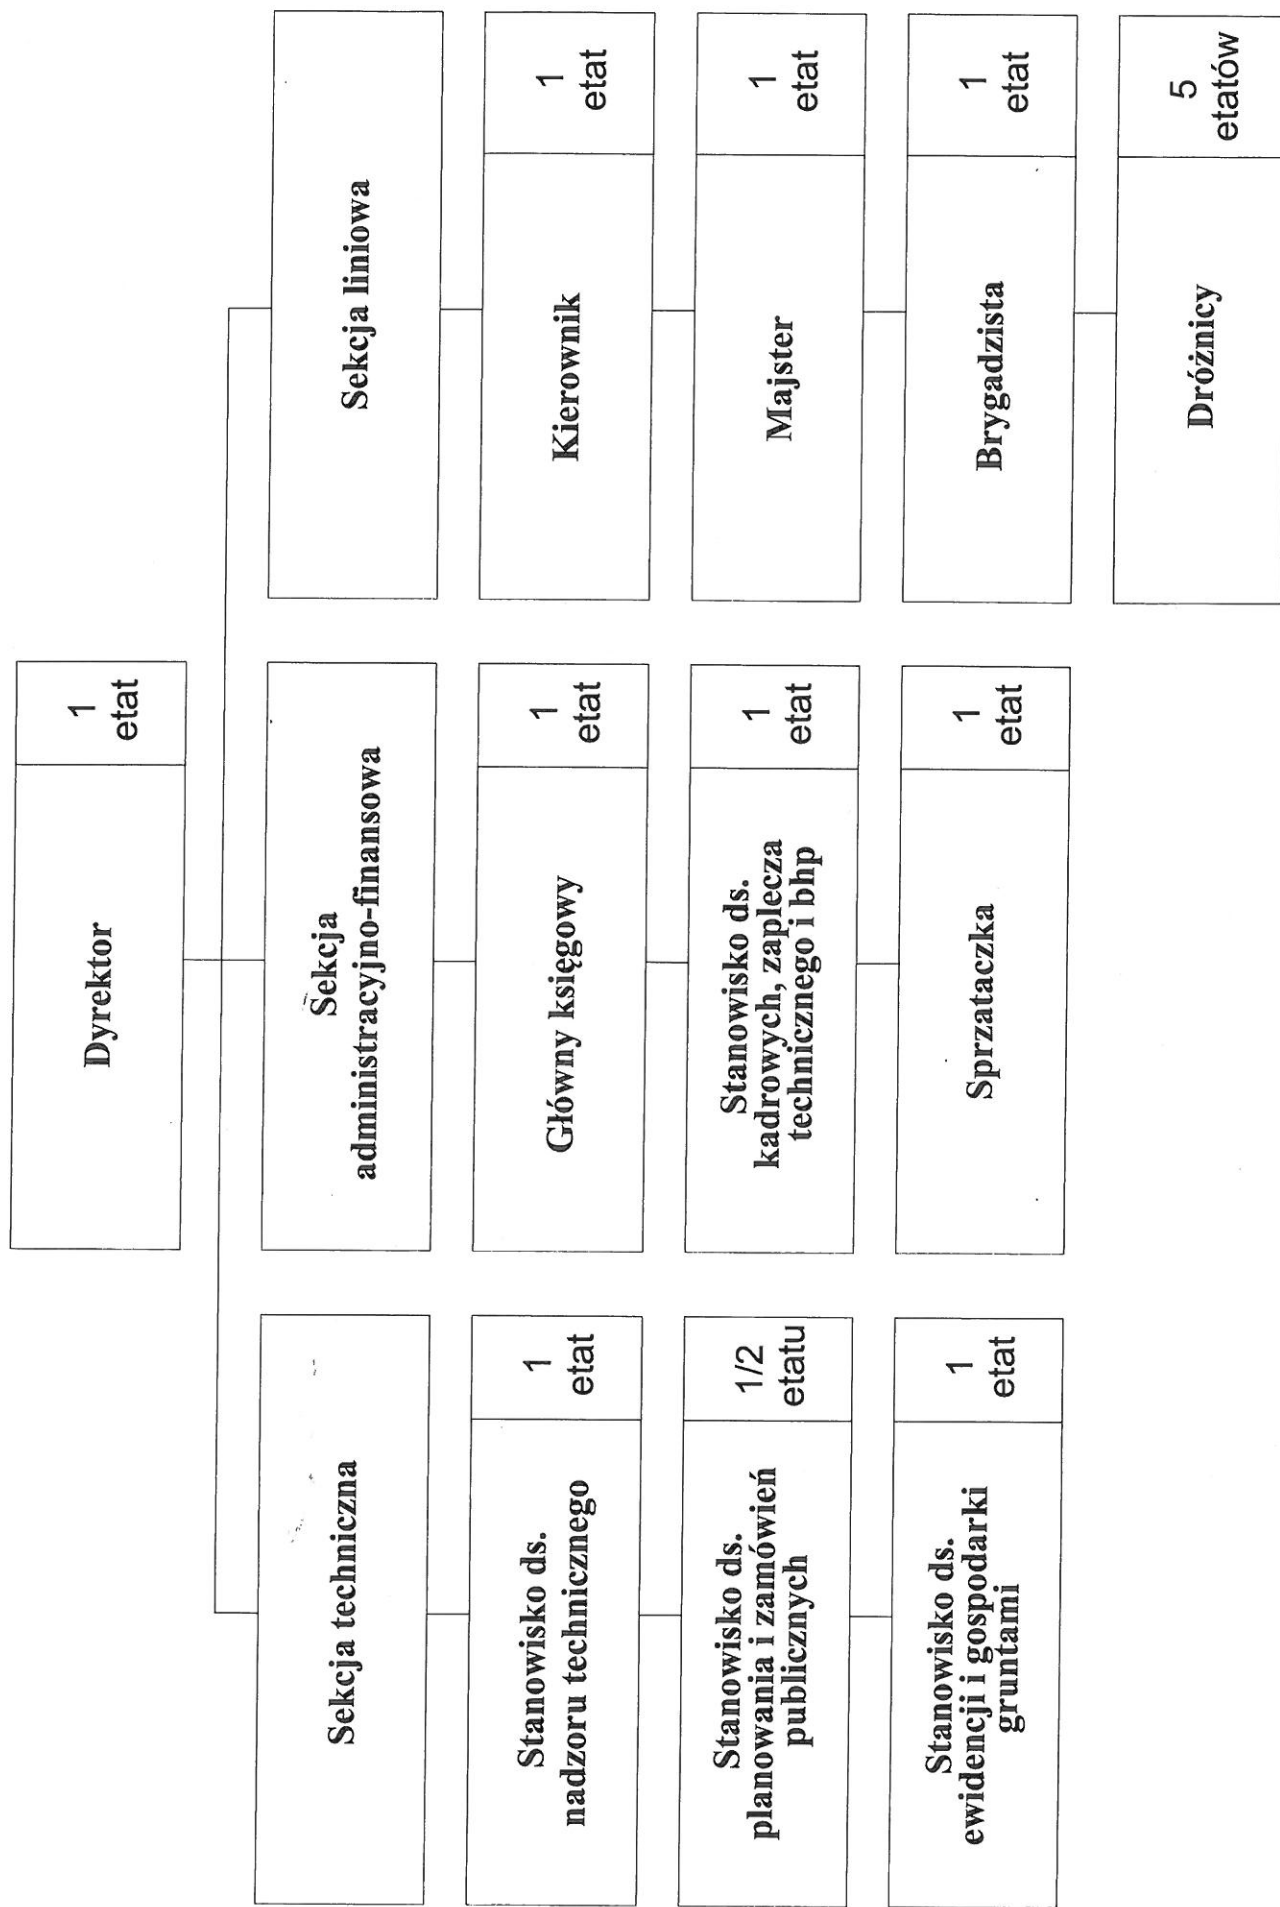 Dyrektor
1
etat
Sekcja techniczna
Stanowisko ds.
nadzoru technicznego
1
etat
Stanowisko ds.
planowania i zamówień
publicznych
1/2
etatu
Stanowisko ds.
ewidencji i gospodarki
gruntami
1
etat
Sekcja
administracyjno-finansowa
Główny księgowy
1
etat
Stanowisko ds.
kadrowych, zaplecza
technicznego i bhp
1
etat
Sprzataczka
1
etat
Sekcja liniowa
Kierownik
1
etat
Majster
1
etat
Brygadzista
1
etat
Dróżnicy
5
etatów